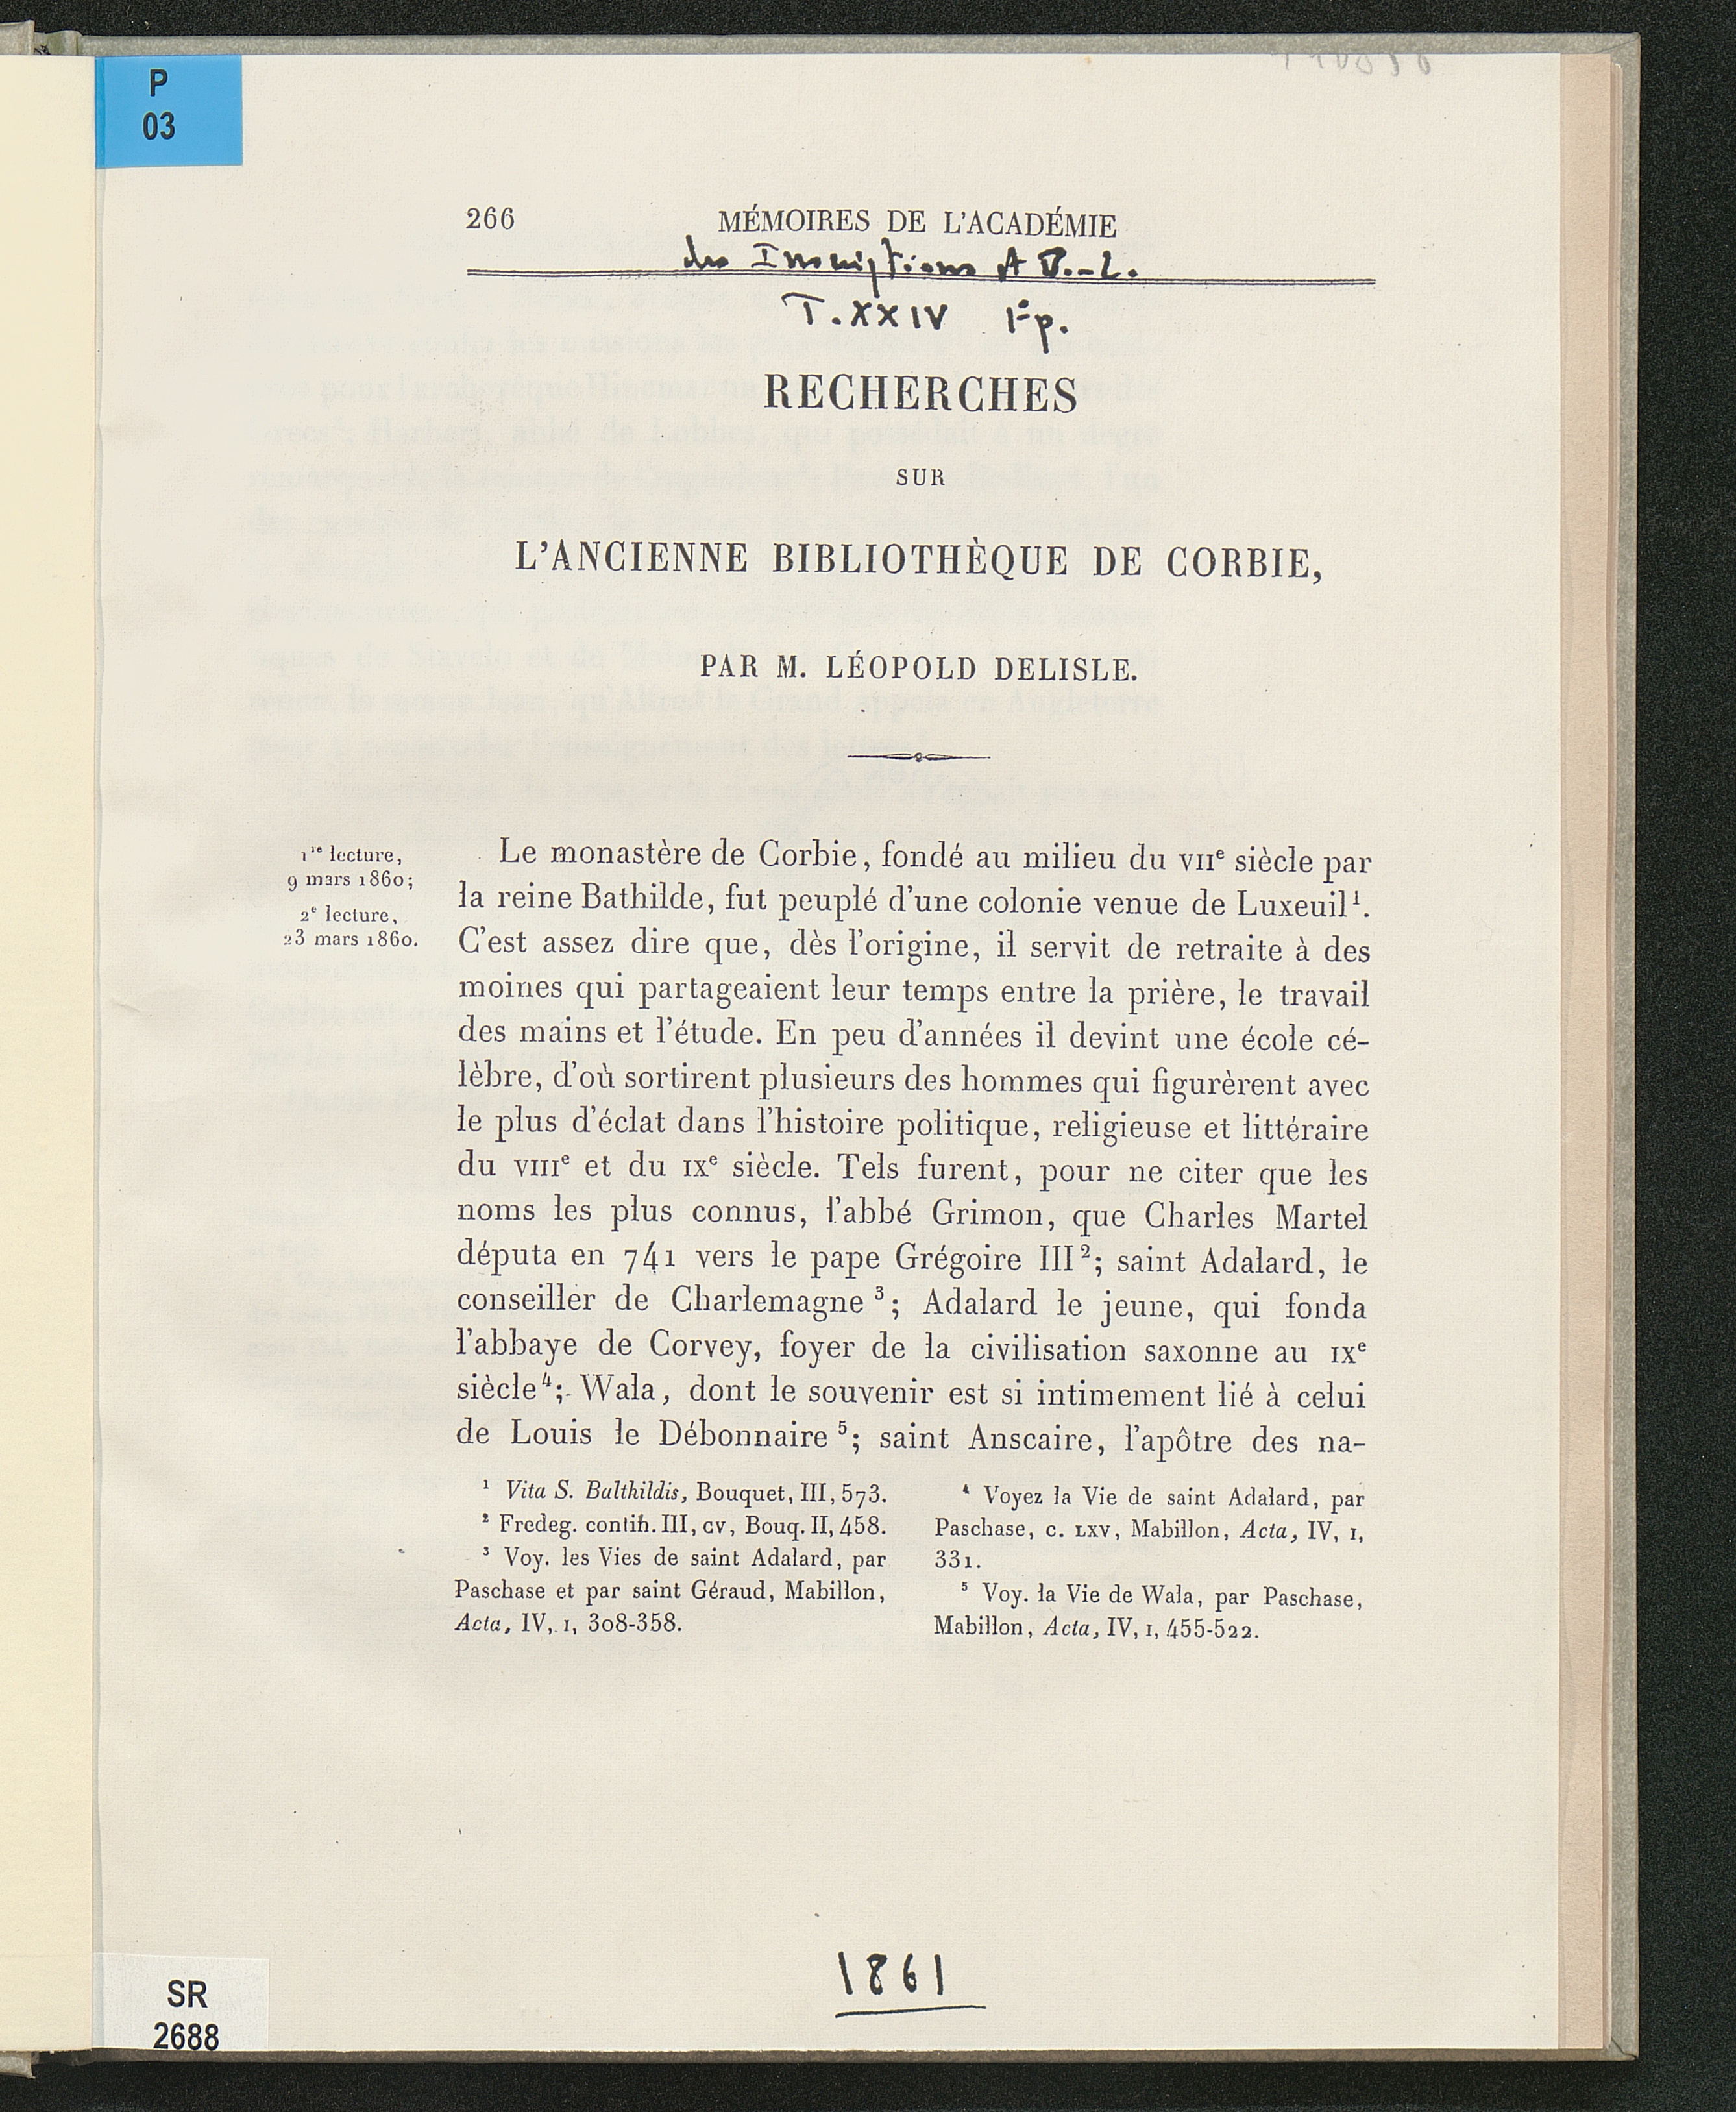 P
03
266 MÉMOIRES DE L'ACADÉMIE
des Inscriptions & B.-L.
T. XXIV 1e p.
RECHERCHES
SUR
L'ANCIENNE BIBLIOTHÈQUE DE CORBIE,
PAR M. LÉOPOLD DELISLE.
1re lecture,
9 mars 1860;
2e lecture,
23 mars 1860.
Le monastère de Corbie, fondé au milieu du VIIe siècle par
la reine Bathilde, fut peuplé d'une colonie venue de Luxeuil1.
C'est assez dire que, dès l'origine, il servit de retraite à des
moines qui partageaient leur temps entre la prière, le travail
des mains et l'étude. En peu d'années il devint une école cé-
lèbre, d'où sortirent plusieurs des hommes qui figurèrent avec
le plus d'éclat dans l'histoire politique, religieuse et littéraire
du VIIIe et du IXe siècle. Tels furent, pour ne citer que les
noms les plus connus, l'abbé Grimon, que Charles Martel
députa en 741 vers le pape Grégoire III2; saint Adalard, le
conseiller de Charlemagne3; Adalard le jeune, qui fonda
l'abbaye de Corvey, foyer de la civilisation saxonne au IXe
siècle4; Wala, dont le souvenir est si intimement lié à celui
de Louis le Débonnaire5; saint Anscaire, l'apôtre des na-
1 Vita S. Balthildis, Bouquet, III, 573.
2 Fredeg. contin. III, CV, Bouq. II, 458.
3 Voy. les Vies de saint Adalard, par
Paschase et par saint Géraud, Mabillon,
Acta, IV, I, 308-358.
4 Voyez la Vie de saint Adalard, par
Paschase, c. LXV, Mabillon, Acta, IV, I,
331.
5 Voy. la Vie de Wala, par Paschase,
Mabillon, Acta, IV, I, 455-522.
1861
SR
2688